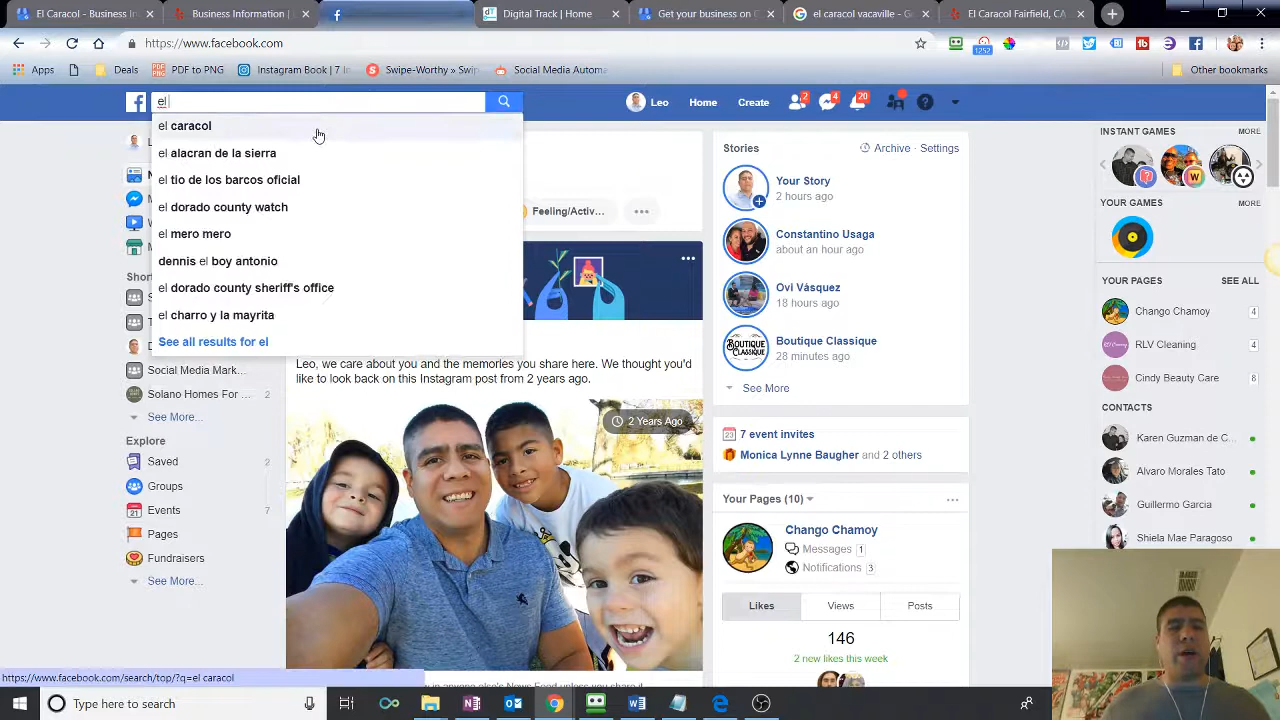 El Caracol - Business In
Business Information | L
Digital Track | Home
Get your business on E
el caracol vacaville - G
El Caracol Fairfield, CA
https://www.facebook.com
1252
Apps
Deals
PDF to PNG
Instagram Book | 7 In
Swipe-Worthy » Swip
Social Media Automa
Other bookmarks
el
Leo
Home
Create
2
4
20
el caracol
el alacran de la sierra
el tio de los barcos oficial
el dorado county watch
el mero mero
dennis el boy antonio
el dorado county sheriff's office
el charro y la mayrita
See all results for el
Feeling/Activ...
Leo, we care about you and the memories you share here. We thought you'd
like to look back on this Instagram post from 2 years ago.
2 Years Ago
Social Media Mark...
Solano Homes For ... 2
See More...
Explore
Saved 2
Groups
Events 7
Pages
Fundraisers
See More...
Stories
Archive · Settings
Your Story
2 hours ago
Constantino Usaga
about an hour ago
Ovi Vásquez
18 hours ago
BOUTIQUE
CLASSIQUE
Boutique Classique
28 minutes ago
See More
7 event invites
Monica Lynne Baugher and 2 others
Your Pages (10)
Chango Chamoy
Messages 1
Notifications 3
Likes
Views
Posts
146
2 new likes this week
INSTANT GAMES MORE
YOUR GAMES MORE
YOUR PAGES SEE ALL
Chango Chamoy 4
RLV Cleaning 4
Cindy Beauty Care 8
CONTACTS
Karen Guzman de C...
Alvaro Morales Tato
Guillermo Garcia
Shiela Mae Paragoso
https://www.facebook.com/search/top/?q=el caracol
Type here to search